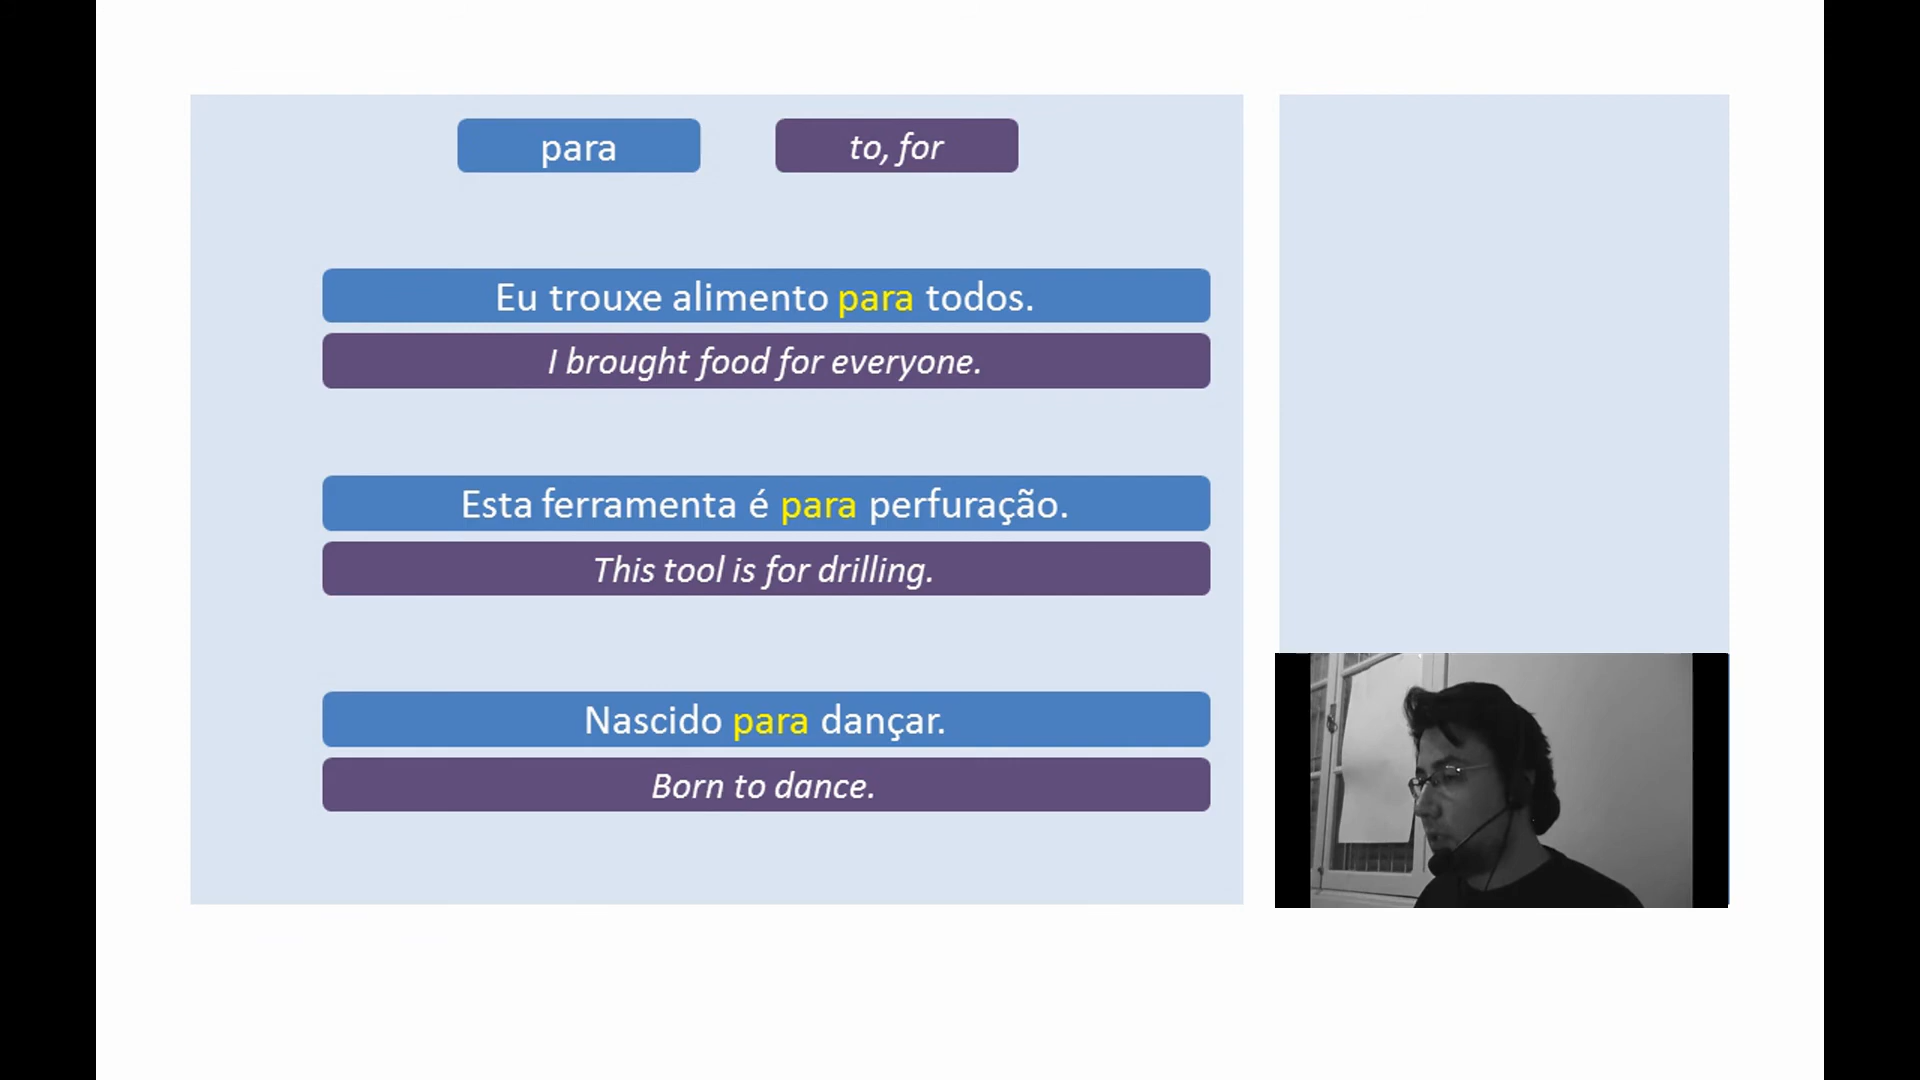 para
to, for
Eu trouxe alimento para todos.
I brought food for everyone.
Esta ferramenta é para perfuração.
This tool is for drilling.
Nascido para dançar.
Born to dance.